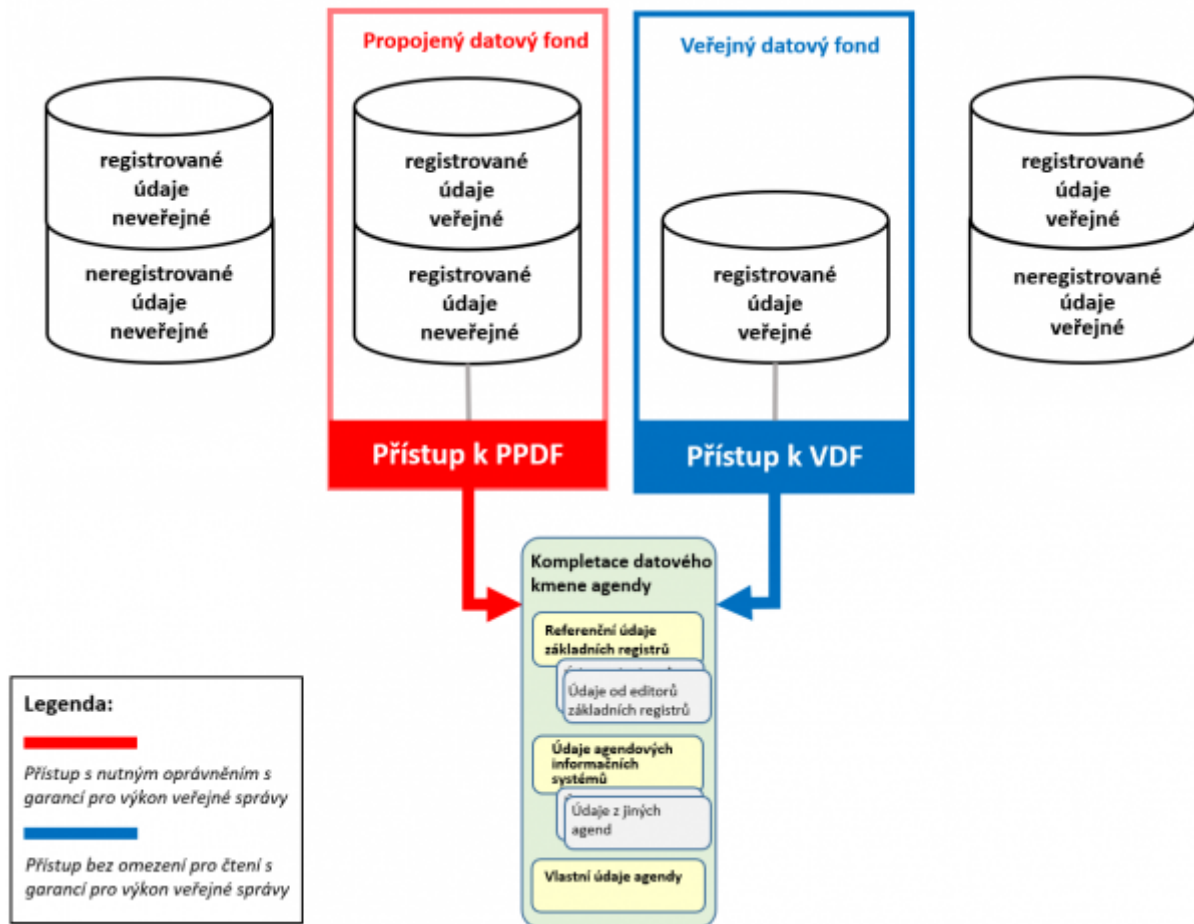 Propojený datový fond
Veřejný datový fond
registrované
údaje
neveřejné
neregistrované
údaje
neveřejné
registrované
údaje
veřejné
registrované
údaje
neveřejné
registrované
údaje
veřejné
registrované
údaje
veřejné
neregistrované
údaje
veřejné
Přístup k PPDF
Přístup k VDF
Kompletace datového
kmene agendy
Referenční údaje
základních registrů
Údaje od editorů
základních registrů
Údaje agendových
informačních
systémů
Údaje z jiných
agend
Vlastní údaje agendy
Legenda:
Přístup s nutným oprávněním s
garancí pro výkon veřejné správy
Přístup bez omezení pro čtení s
garancí pro výkon veřejné správy